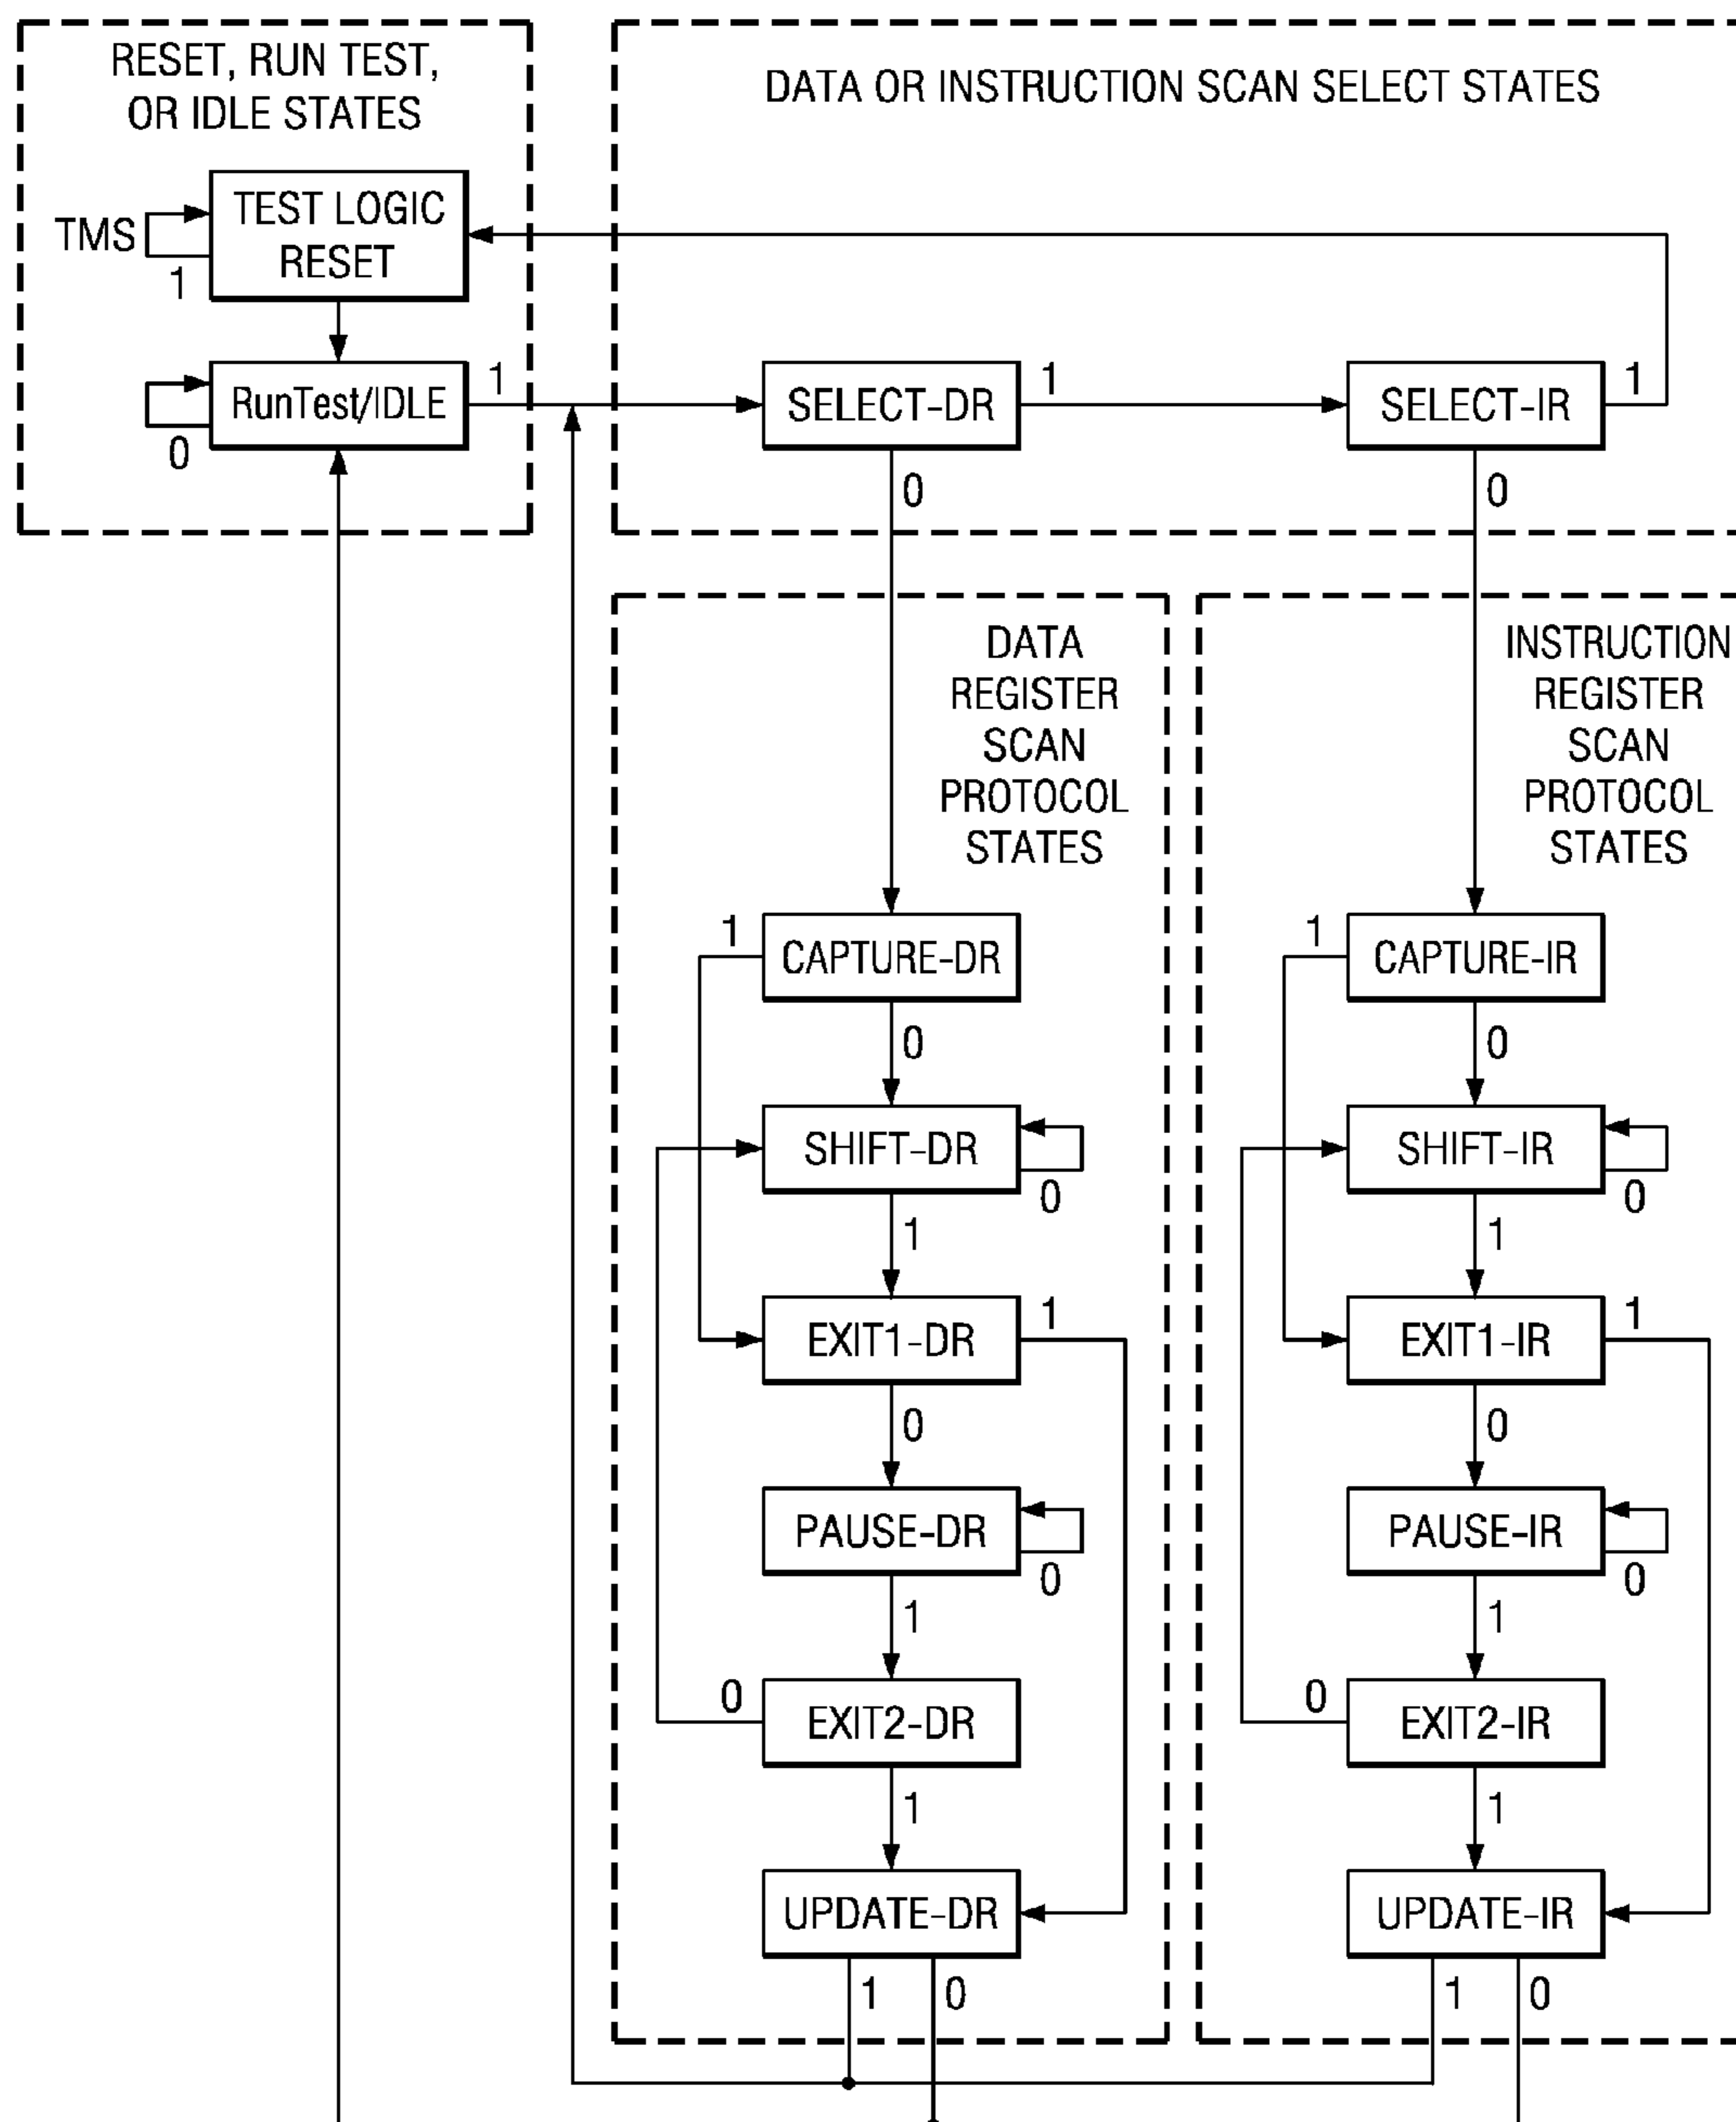 RESET, RUN TEST,
OR IDLE STATES
DATA OR INSTRUCTION SCAN SELECT STATES
TMS
1
TEST LOGIC
RESET
RunTest/IDLE
1
0
SELECT-DR
1
0
SELECT-IR
1
0
DATA
REGISTER
SCAN
PROTOCOL
STATES
1
CAPTURE-DR
0
SHIFT-DR
0
1
EXIT1-DR
1
0
PAUSE-DR
0
1
0
EXIT2-DR
1
UPDATE-DR
1
0
INSTRUCTION
REGISTER
SCAN
PROTOCOL
STATES
1
CAPTURE-IR
0
SHIFT-IR
0
1
EXIT1-IR
1
0
PAUSE-IR
0
1
0
EXIT2-IR
1
UPDATE-IR
1
0